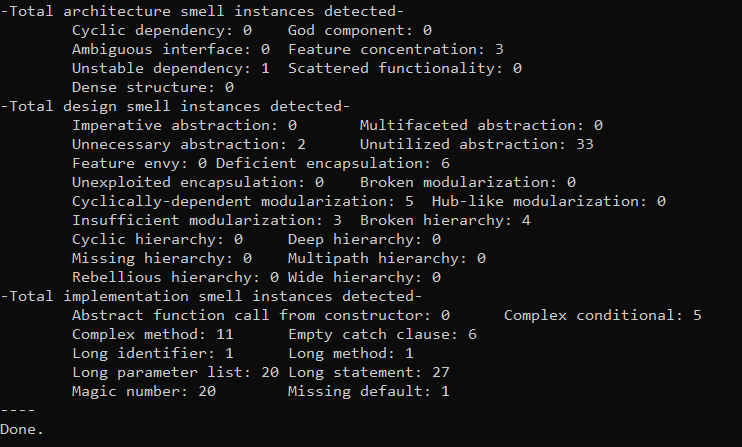 -Total architecture smell instances detected-
Cyclic dependency: 0 God component: 0
Ambiguous interface: 0 Feature concentration: 3
Unstable dependency: 1 Scattered functionality: 0
Dense structure: 0
-Total design smell instances detected-
Imperative abstraction: 0 Multifaceted abstraction: 0
Unnecessary abstraction: 2 Unutilized abstraction: 33
Feature envy: 0 Deficient encapsulation: 6
Unexploited encapsulation: 0 Broken modularization: 0
Cyclically-dependent modularization: 5 Hub-like modularization: 0
Insufficient modularization: 3 Broken hierarchy: 4
Cyclic hierarchy: 0 Deep hierarchy: 0
Missing hierarchy: 0 Multipath hierarchy: 0
Rebellious hierarchy: 0 Wide hierarchy: 0
-Total implementation smell instances detected-
Abstract function call from constructor: 0 Complex conditional: 5
Complex method: 11 Empty catch clause: 6
Long identifier: 1 Long method: 1
Long parameter list: 20 Long statement: 27
Magic number: 20 Missing default: 1
----
Done.